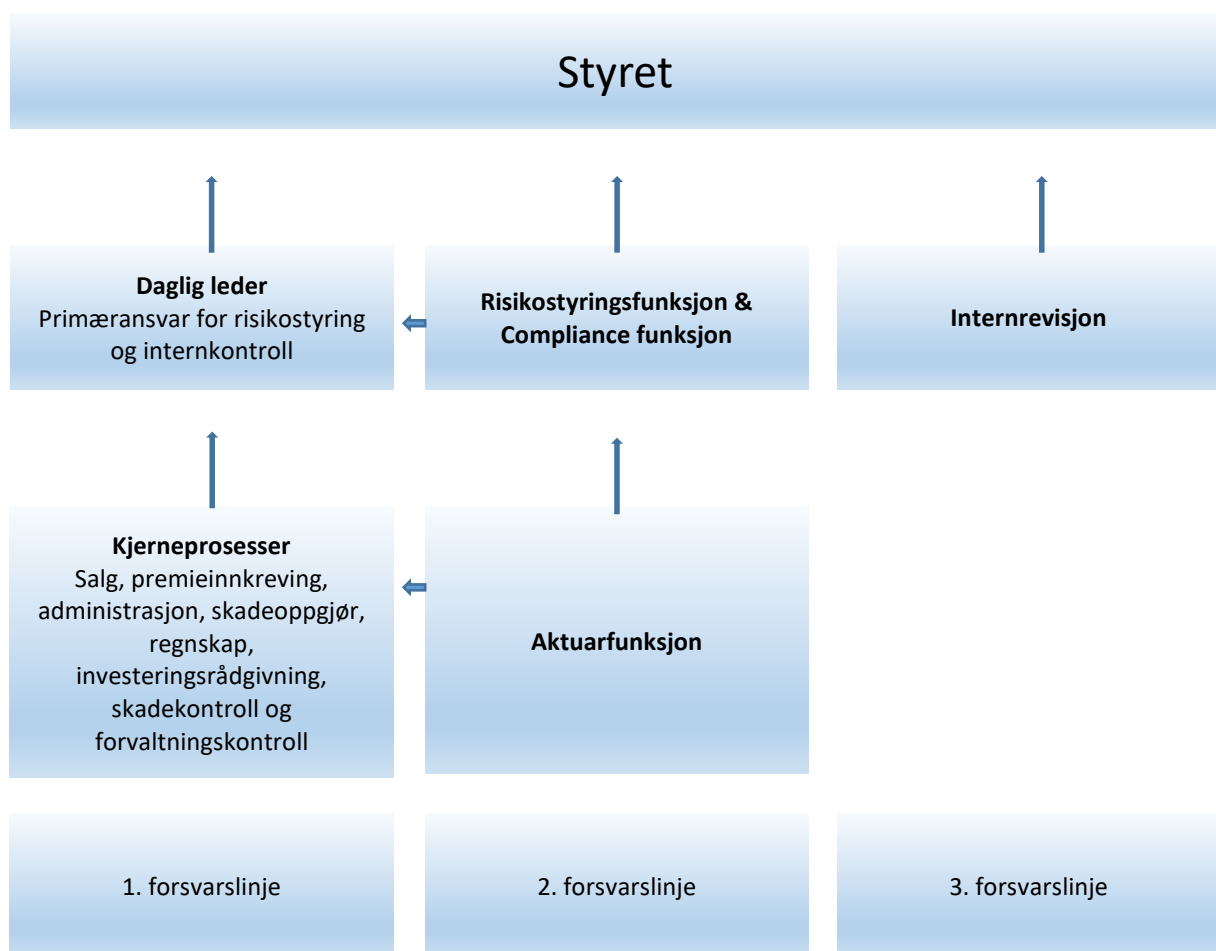 Styret
Daglig leder
Primæransvar for risikostyring
og internkontroll
Risikostyringsfunksjon &
Compliance funksjon
Internrevisjon
Kjerneprosesser
Salg, premieinnkreving,
administrasjon, skadeoppgjør,
regnskap,
investeringsrådgivning,
skadekontroll og
forvaltningskontroll
Aktuarfunksjon
1. forsvarslinje
2. forsvarslinje
3. forsvarslinje